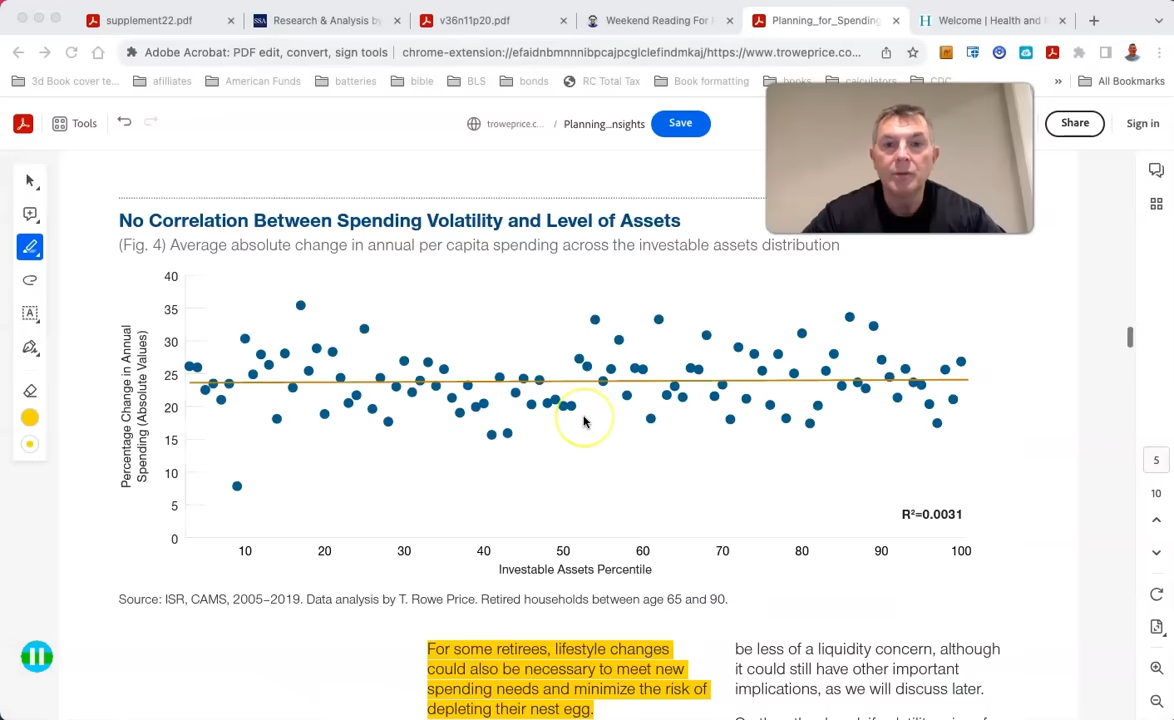 supplement22.pdf
Research & Analysis by
v36n11p20.pdf
Weekend Reading For
Planning_for_Spending
Welcome | Health and
Adobe Acrobat: PDF edit, convert, sign tools
chrome-extension://efaidnbmnnnibpcajpcglclefindmkaj/https://www.troweprice.co...
3d Book cover te...
afilliates
American Funds
batteries
bible
BLS
bonds
RC Total Tax
Book formatting
books
calculators
CDC
»
All Bookmarks
Tools
troweprice.c...
/
Planning...nsights
Save
Share
Sign in
No Correlation Between Spending Volatility and Level of Assets
(Fig. 4) Average absolute change in annual per capita spending across the investable assets distribution
Percentage Change in Annual
Spending (Absolute Values)
40
35
30
25
20
15
10
5
0
R²=0.0031
10 20 30 40 50 60 70 80 90 100
Investable Assets Percentile
Source: ISR, CAMS, 2005–2019. Data analysis by T. Rowe Price. Retired households between age 65 and 90.
For some retirees, lifestyle changes
could also be necessary to meet new
spending needs and minimize the risk of
depleting their nest egg.
be less of a liquidity concern, although
it could still have other important
implications, as we will discuss later.
5
10